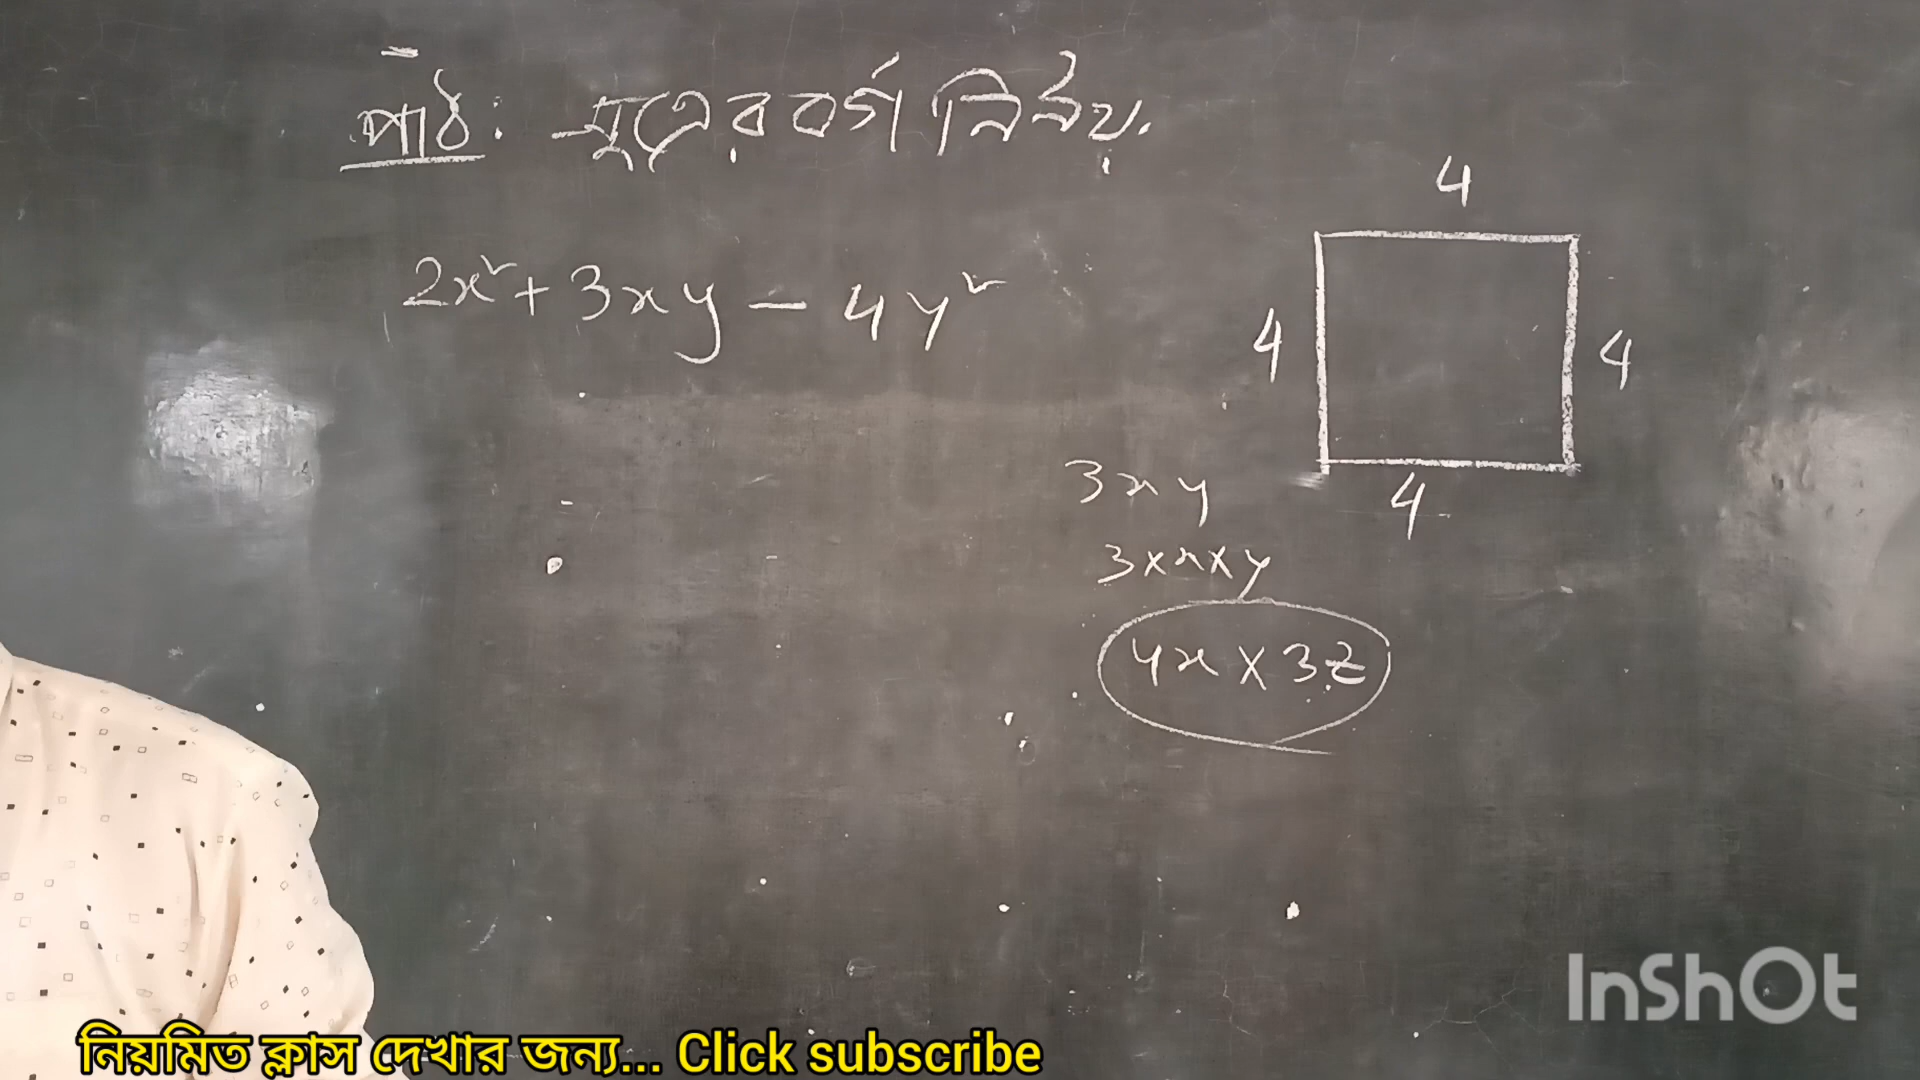 পাঠ: সূত্রের বর্গ নির্ণয়.
2x² + 3xy - 4y²
4
4
4
4
3xy
3×x×y
4x × 3z
InShOt
নিয়মিত ক্লাস দেখার জন্য... Click subscribe